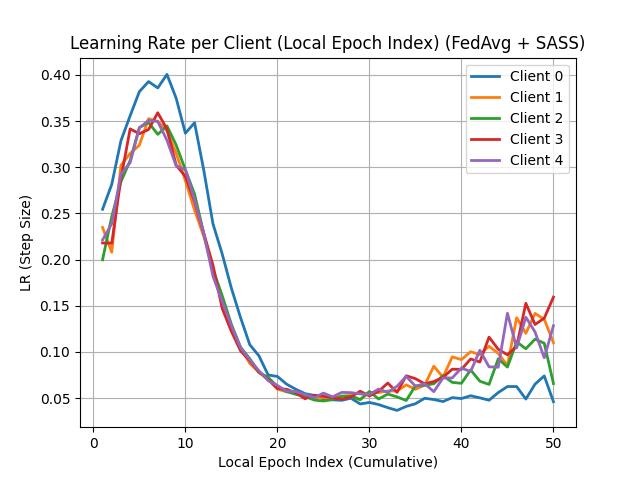 Learning Rate per Client (Local Epoch Index) (FedAvg + SASS)
LR (Step Size)
0.40
0.35
0.30
0.25
0.20
0.15
0.10
0.05
Client 0
Client 1
Client 2
Client 3
Client 4
0 10 20 30 40 50
Local Epoch Index (Cumulative)